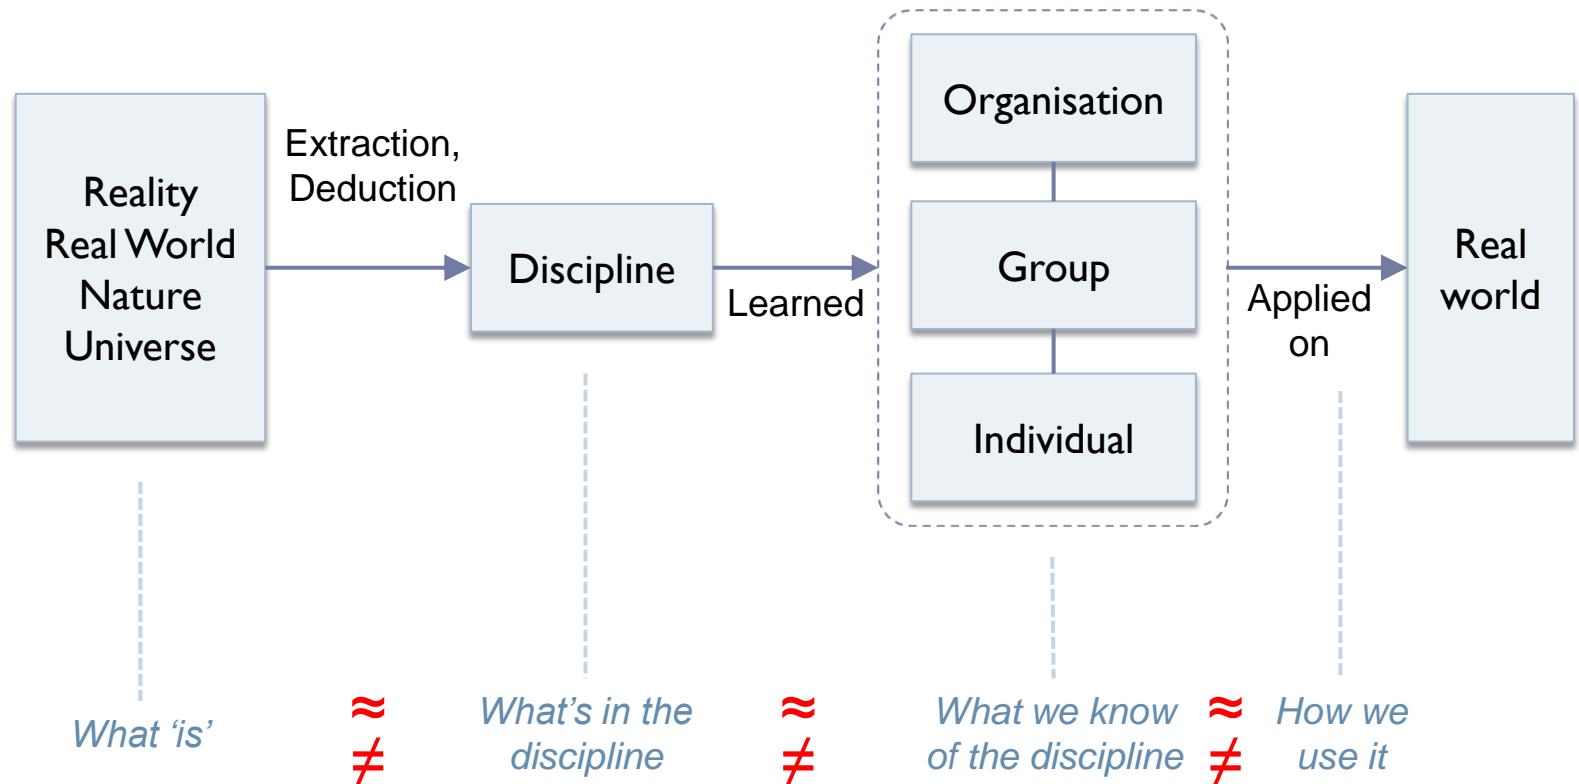 Reality
Real World
Nature
Universe
Extraction,
Deduction
Discipline
Learned
Organisation
Group
Individual
Applied
on
Real
world
What ‘is’
≈
≠
What’s in the
discipline
≈
≠
What we know
of the discipline
≈
≠
How we
use it